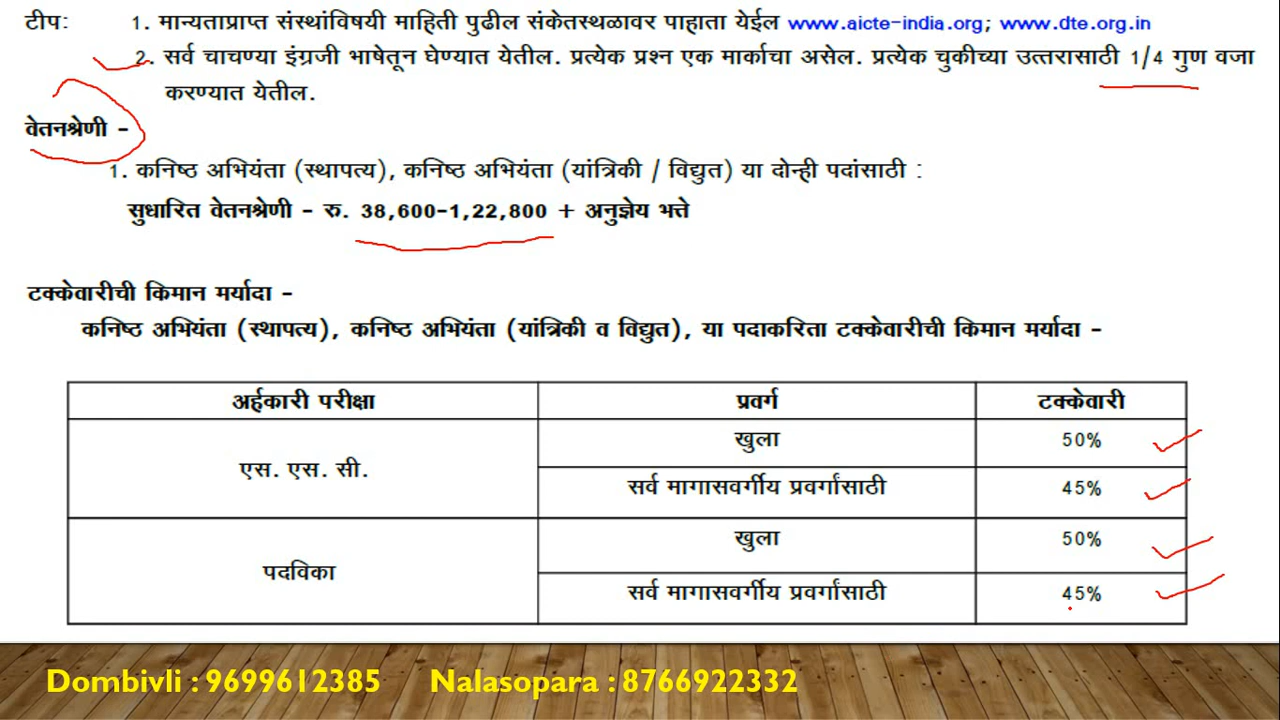 टीपः 1. मान्यताप्राप्त संस्थांविषयी माहिती पुढील संकेतस्थळावर पाहाता येईल www.aicte-india.org; www.dte.org.in
2. सर्व चाचण्या इंग्रजी भाषेतून घेण्यात येतील. प्रत्येक प्रश्न एक मार्काचा असेल. प्रत्येक चुकीच्या उत्तरासाठी 1/4 गुण वजा
करण्यात येतील.
वेतनश्रेणी -
1. कनिष्ठ अभियंता (स्थापत्य), कनिष्ठ अभियंता (यांत्रिकी / विद्युत) या दोन्ही पदांसाठी :
सुधारित वेतनश्रेणी - रु. 38,600-1,22,800 + अनुज्ञेय भत्ते
टक्केवारीची किमान मर्यादा -
कनिष्ठ अभियंता (स्थापत्य), कनिष्ठ अभियंता (यांत्रिकी व विद्युत), या पदाकरिता टक्केवारीची किमान मर्यादा -
अर्हकारी परीक्षा प्रवर्ग टक्केवारी
एस. एस. सी. खुला 50%
सर्व मागासवर्गीय प्रवर्गांसाठी 45%
पदविका खुला 50%
सर्व मागासवर्गीय प्रवर्गांसाठी 45%
Dombivli : 9699612385 Nalasopara : 8766922332